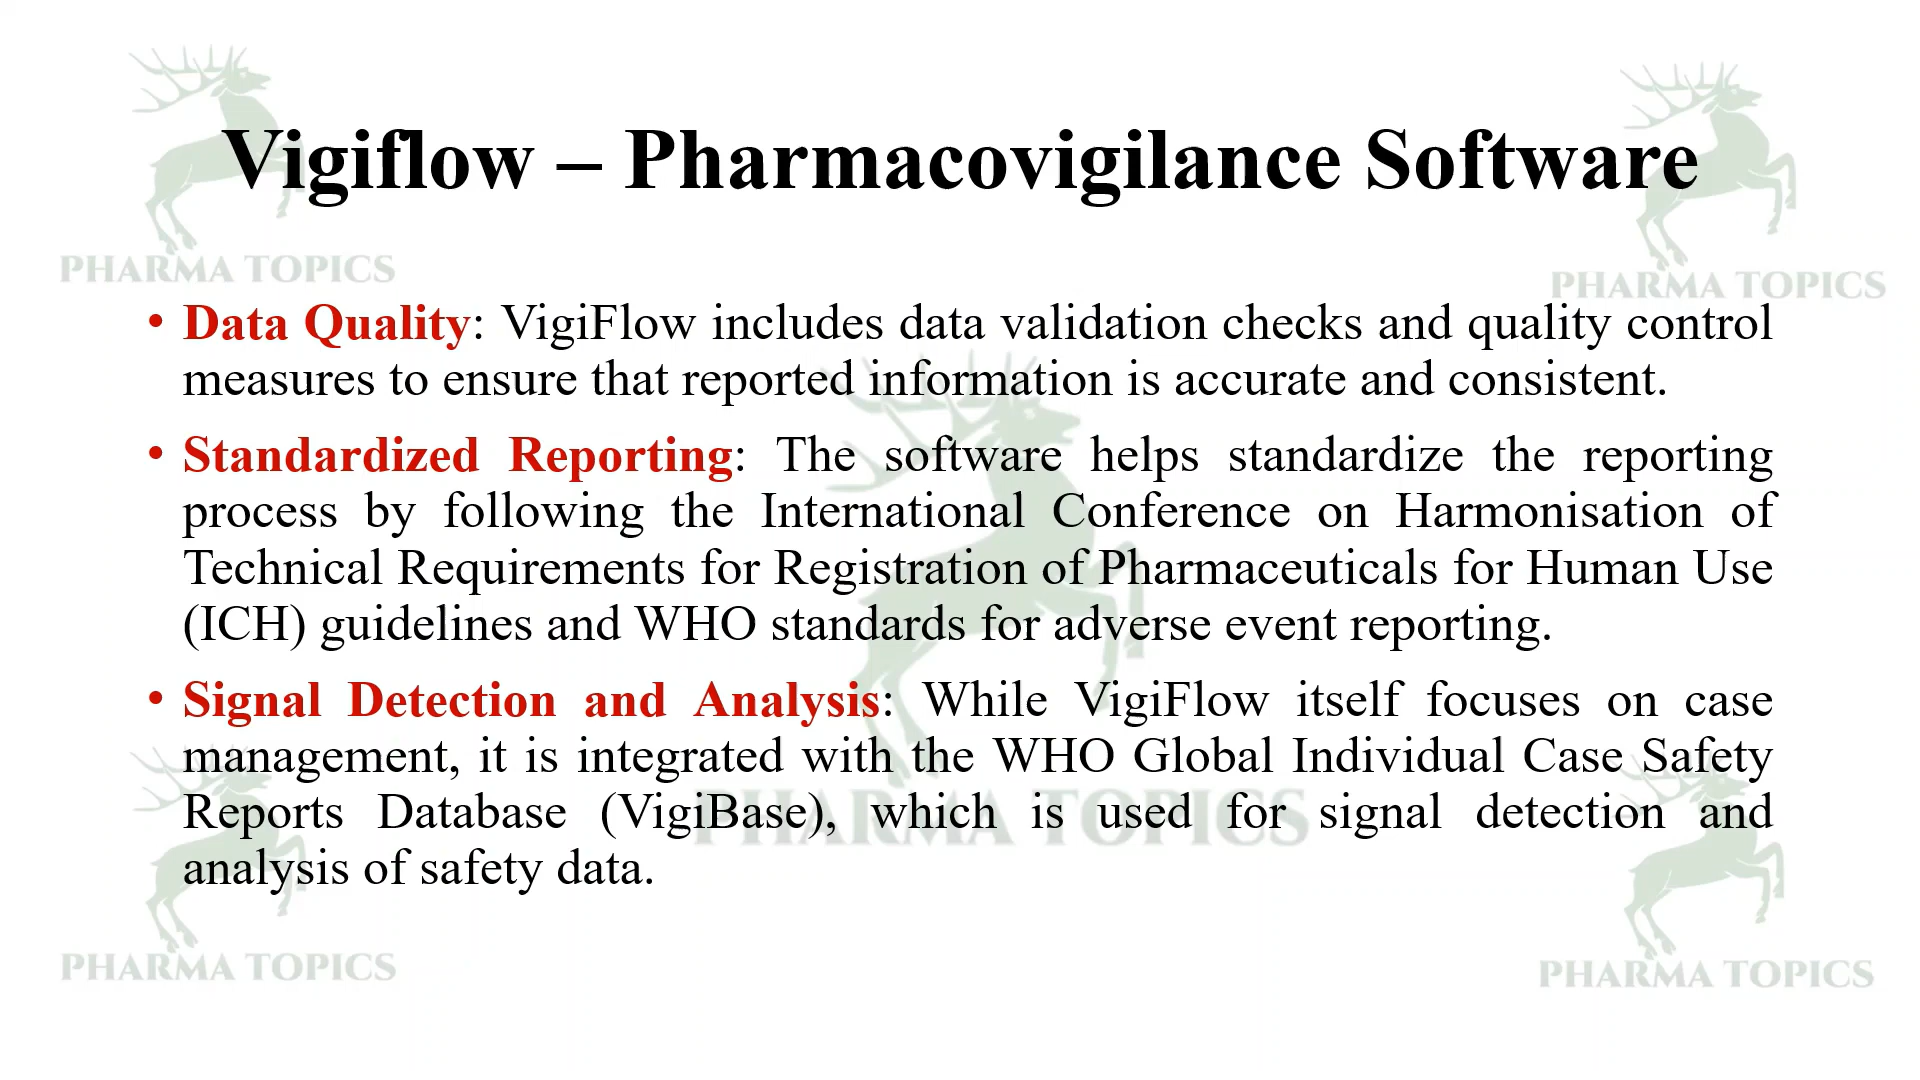 Vigiflow – Pharmacovigilance Software
PHARMA TOPICS
PHARMA TOPICS
• Data Quality: VigiFlow includes data validation checks and quality control
measures to ensure that reported information is accurate and consistent.
• Standardized Reporting: The software helps standardize the reporting
process by following the International Conference on Harmonisation of
Technical Requirements for Registration of Pharmaceuticals for Human Use
(ICH) guidelines and WHO standards for adverse event reporting.
• Signal Detection and Analysis: While VigiFlow itself focuses on case
management, it is integrated with the WHO Global Individual Case Safety
Reports Database (VigiBase), which is used for signal detection and
analysis of safety data.
PHARMA TOPICS
PHARMA TOPICS
PHARMA TOPICS